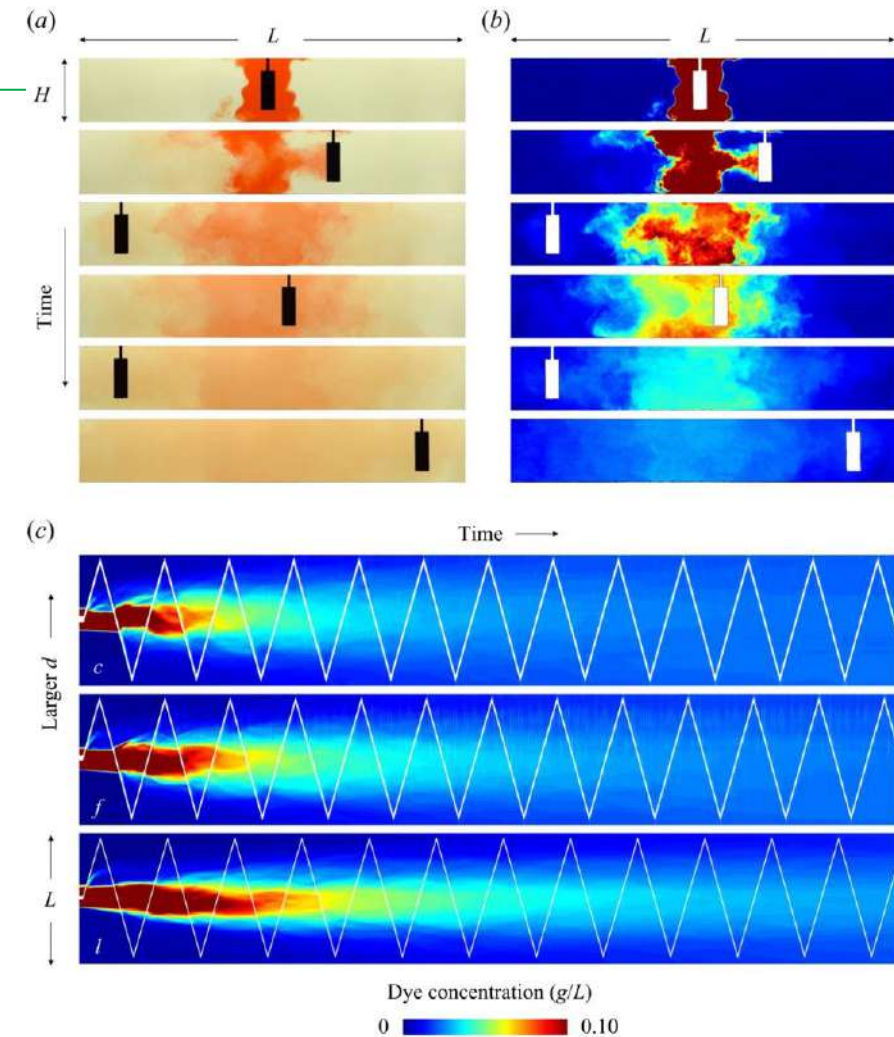 (a)
L
(b)
L
H
Time
(c)
Time
Larger d
c
f
L
l
Dye concentration (g/L)
0
0.10